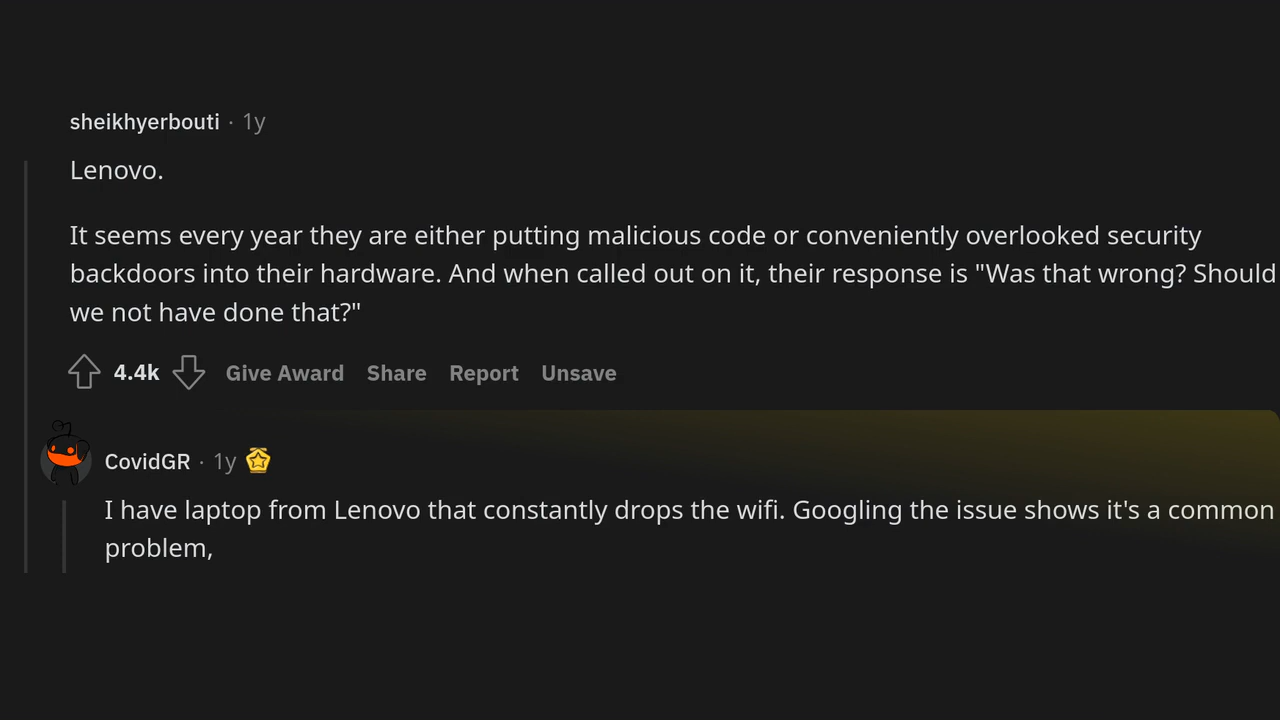 sheikhyerbouti · 1y
Lenovo.
It seems every year they are either putting malicious code or conveniently overlooked security
backdoors into their hardware. And when called out on it, their response is "Was that wrong? Should
we not have done that?"
4.4k Give Award Share Report Unsave
CovidGR · 1y
I have laptop from Lenovo that constantly drops the wifi. Googling the issue shows it's a common
problem,